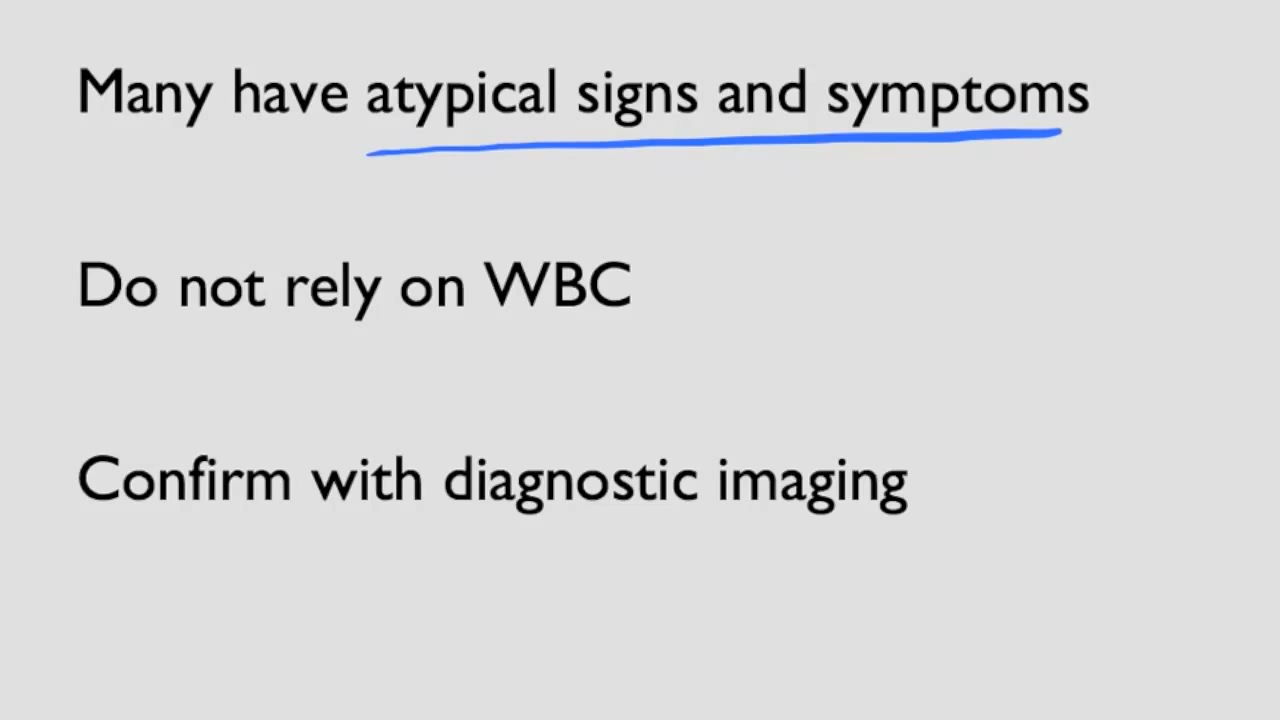 Many have atypical signs and symptoms
Do not rely on WBC
Confirm with diagnostic imaging